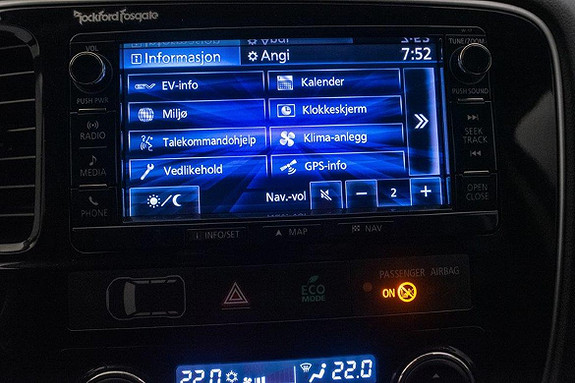 Rockford Fosgate
VOL
TUNE/ZOOM
Informasjon
Angi
7:52
EV-info
Kalender
PUSH PWR
PUSH SOUND
Miljø
Klokkeskjerm
RADIO
SEEK
TRACK
Talekommandohjelp
Klima-anlegg
MEDIA
Vedlikehold
GPS-info
OPEN
CLOSE
PHONE
Nav.-vol
− 2 +
INFO/SET
MAP
NAV
PASSENGER AIRBAG
ECO
MODE
ON
22.0
22.0